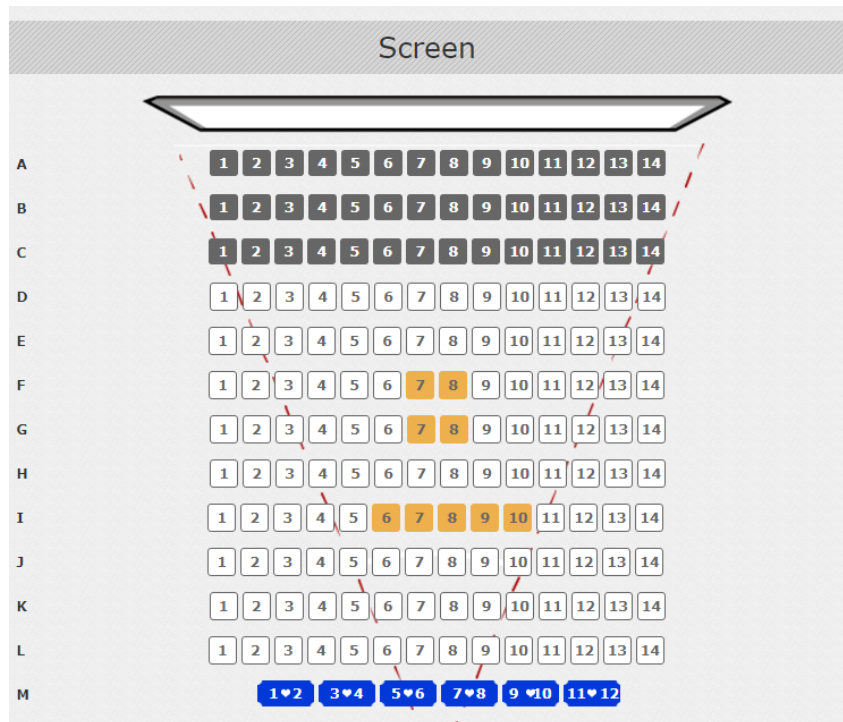 Screen
A 1 2 3 4 5 6 7 8 9 10 11 12 13 14
B 1 2 3 4 5 6 7 8 9 10 11 12 13 14
C 1 2 3 4 5 6 7 8 9 10 11 12 13 14
D 1 2 3 4 5 6 7 8 9 10 11 12 13 14
E 1 2 3 4 5 6 7 8 9 10 11 12 13 14
F 1 2 3 4 5 6 7 8 9 10 11 12 13 14
G 1 2 3 4 5 6 7 8 9 10 11 12 13 14
H 1 2 3 4 5 6 7 8 9 10 11 12 13 14
I 1 2 3 4 5 6 7 8 9 10 11 12 13 14
J 1 2 3 4 5 6 7 8 9 10 11 12 13 14
K 1 2 3 4 5 6 7 8 9 10 11 12 13 14
L 1 2 3 4 5 6 7 8 9 10 11 12 13 14
M 1♥2 3♥4 5♥6 7♥8 9 ♥10 11♥12